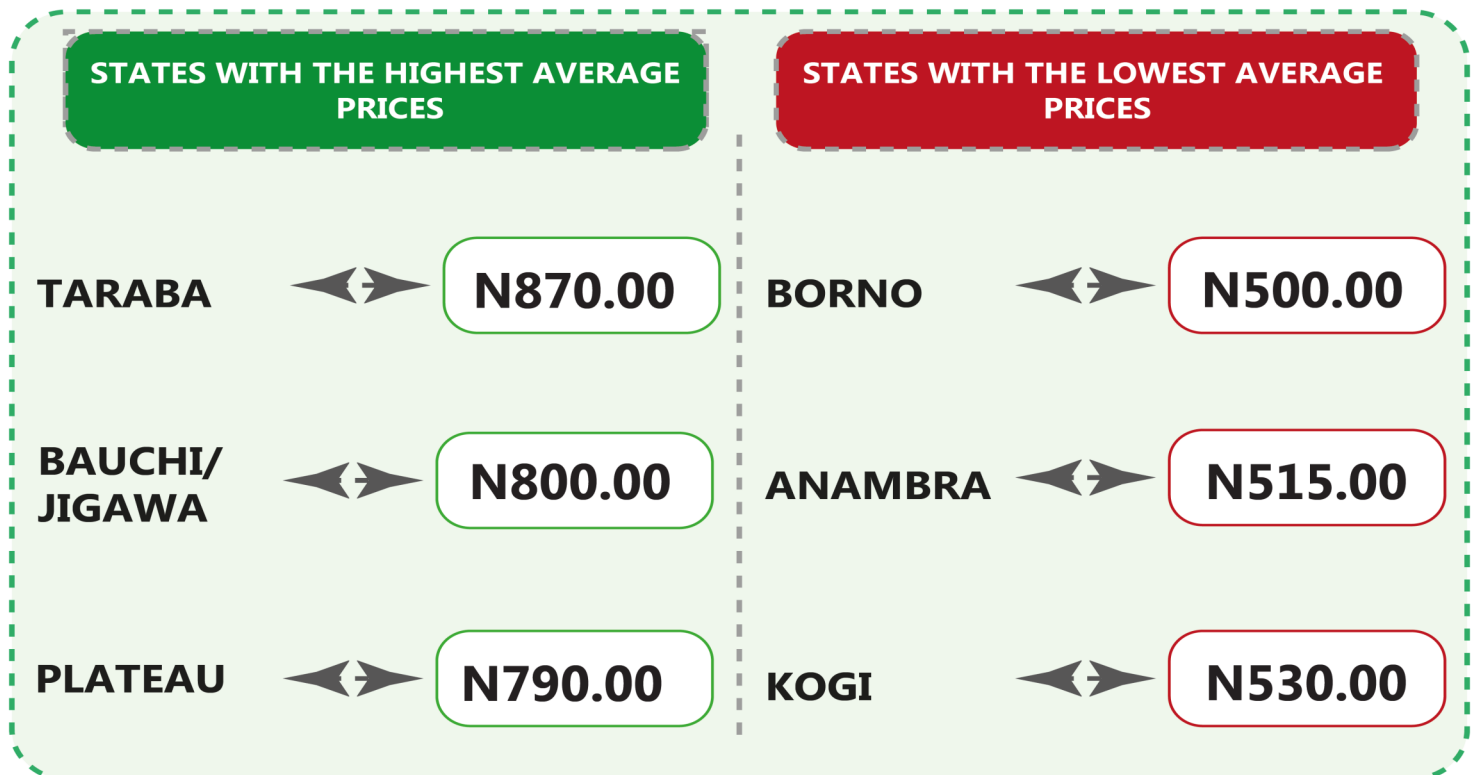 STATES WITH THE HIGHEST AVERAGE
PRICES
TARABA
N870.00
BAUCHI/
JIGAWA
N800.00
PLATEAU
N790.00
STATES WITH THE LOWEST AVERAGE
PRICES
BORNO
N500.00
ANAMBRA
N515.00
KOGI
N530.00